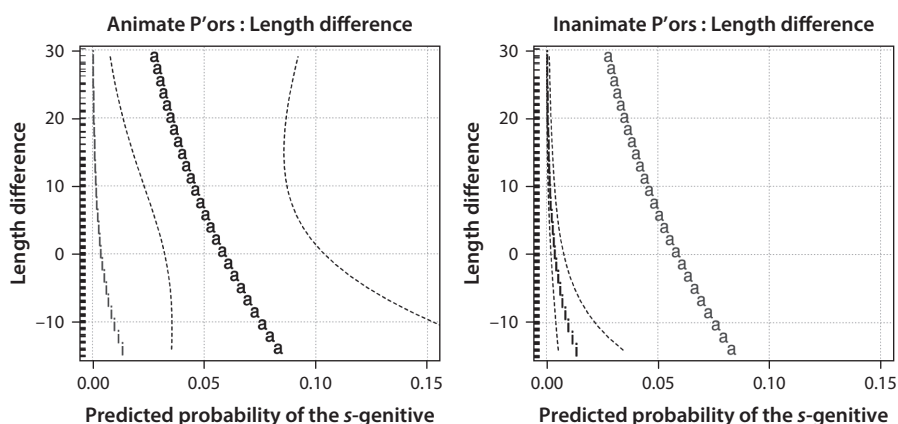 Animate P'ors : Length difference
30
20
10
0
–10
Length difference
a a a a a a a a a a a a a a a a a a a a a a a a a a
i i i
0.00 0.05 0.10 0.15
Predicted probability of the s-genitive
Inanimate P'ors : Length difference
30
20
10
0
–10
Length difference
a a a a a a a a a a a a a a a a a a a a a a a a a a
i i i
0.00 0.05 0.10 0.15
Predicted probability of the s-genitive